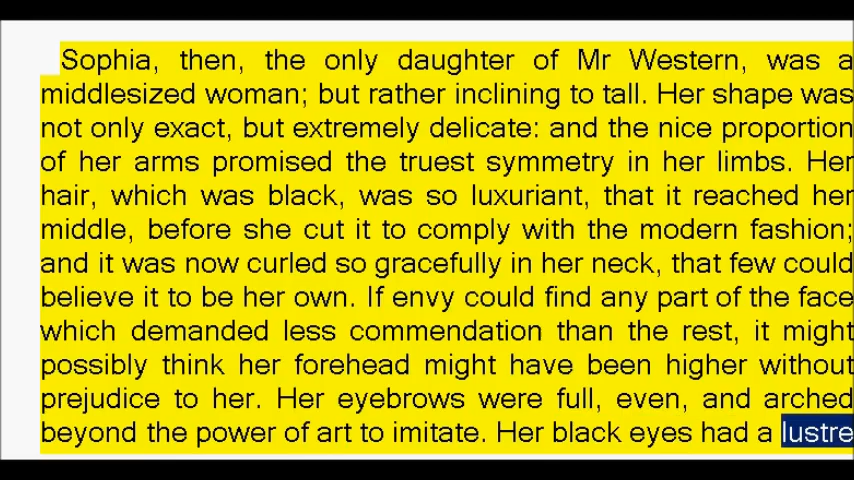 Sophia, then, the only daughter of Mr Western, was a
middlesized woman; but rather inclining to tall. Her shape was
not only exact, but extremely delicate: and the nice proportion
of her arms promised the truest symmetry in her limbs. Her
hair, which was black, was so luxuriant, that it reached her
middle, before she cut it to comply with the modern fashion;
and it was now curled so gracefully in her neck, that few could
believe it to be her own. If envy could find any part of the face
which demanded less commendation than the rest, it might
possibly think her forehead might have been higher without
prejudice to her. Her eyebrows were full, even, and arched
beyond the power of art to imitate. Her black eyes had a lustre